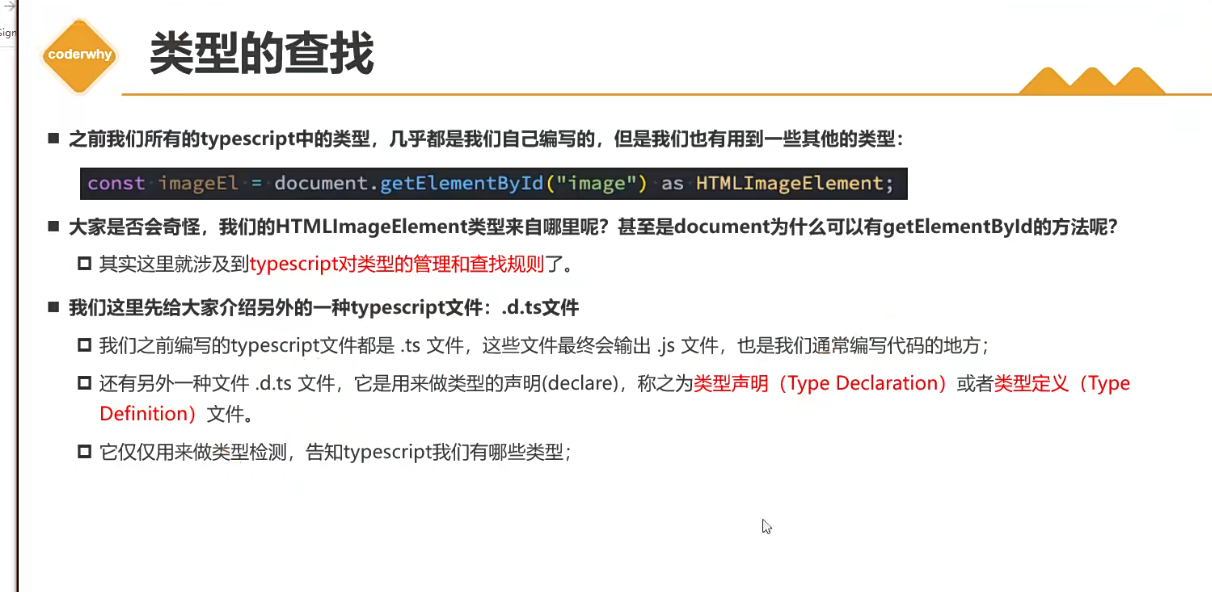 Sign
coderwhy
类型的查找
之前我们所有的typescript中的类型，几乎都是我们自己编写的，但是我们也有用到一些其他的类型：
const imageEl = document.getElementById("image") as HTMLImageElement;
大家是否会奇怪，我们的HTMLImageElement类型来自哪里呢？甚至是document为什么可以有getElementById的方法呢？
其实这里就涉及到typescript对类型的管理和查找规则了。
我们这里先给大家介绍另外的一种typescript文件：.d.ts文件
我们之前编写的typescript文件都是 .ts 文件，这些文件最终会输出 .js 文件，也是我们通常编写代码的地方；
还有另外一种文件 .d.ts 文件，它是用来做类型的声明(declare)，称之为类型声明（Type Declaration）或者类型定义（Type
Definition）文件。
它仅仅用来做类型检测，告知typescript我们有哪些类型；